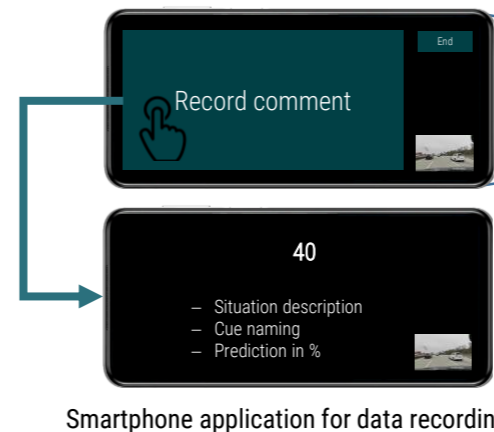 End
Record comment
40
– Situation description
– Cue naming
– Prediction in %
Smartphone application for data recordin